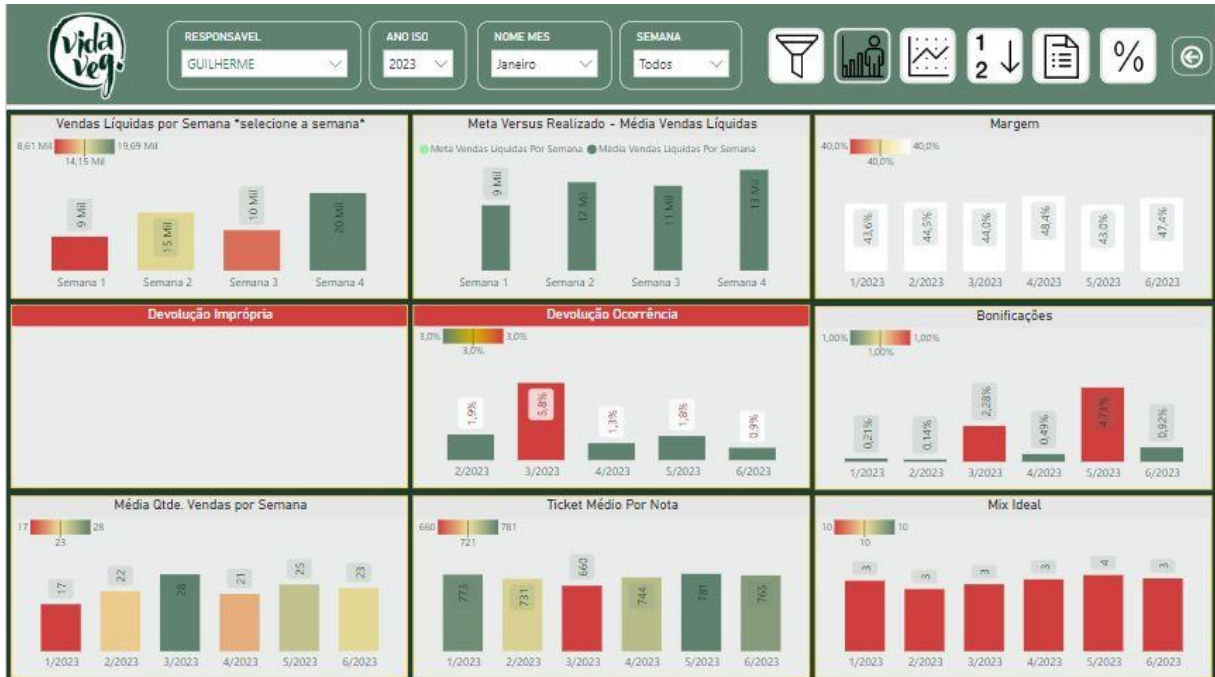 Vida Veg.
RESPONSAVEL
GUILHERME
ANO ISO
2023
NOME MES
Janeiro
SEMANA
Todos
1
2
%
Vendas Líquidas por Semana *selecione a semana*
8,61 Mil 19,69 Mil
14,15 Mil
9 Mil 15 Mil 10 Mil 20 Mil
Semana 1 Semana 2 Semana 3 Semana 4
Meta Versus Realizado - Média Vendas Líquidas
Meta Vendas Liquidas Por Semana Média Vendas Liquidas Por Semana
9 Mil 12 Mil 11 Mil 13 Mil
Semana 1 Semana 2 Semana 3 Semana 4
Margem
40,0% 40,0%
40,0%
43,6% 44,5% 44,0% 48,4% 43,0% 47,4%
1/2023 2/2023 3/2023 4/2023 5/2023 6/2023
Devolução Imprópria
Devolução Ocorrência
3,0% 3,0%
3,0%
1,9% 5,8% 1,3% 1,8% 0,9%
2/2023 3/2023 4/2023 5/2023 6/2023
Bonificações
1,00% 1,00%
1,00%
0,21% 0,14% 2,28% 0,49% 4,73% 0,92%
1/2023 2/2023 3/2023 4/2023 5/2023 6/2023
Média Qtde. Vendas por Semana
17 28
23
17 22 28 21 25 23
1/2023 2/2023 3/2023 4/2023 5/2023 6/2023
Ticket Médio Por Nota
660 781
721
773 731 660 744 781 765
1/2023 2/2023 3/2023 4/2023 5/2023 6/2023
Mix Ideal
10 10
10
3 3 3 3 4 3
1/2023 2/2023 3/2023 4/2023 5/2023 6/2023